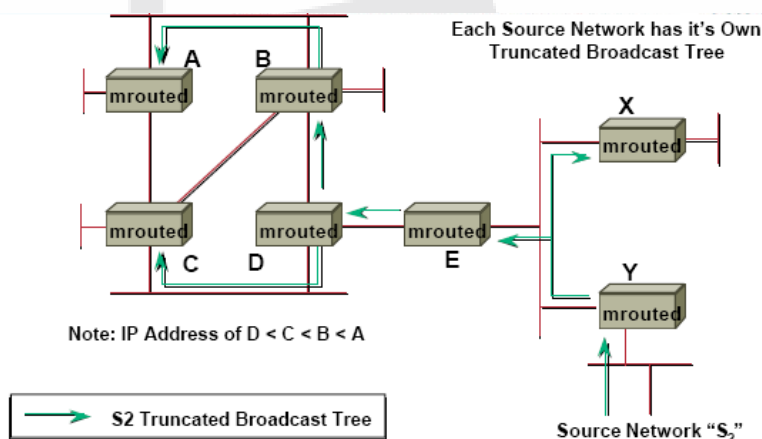 Each Source Network has it's Own
Truncated Broadcast Tree
A
B
mrouted
mrouted
X
mrouted
mrouted
mrouted
mrouted
C
D
E
Y
mrouted
Note: IP Address of D < C < B < A
S2 Truncated Broadcast Tree
Source Network “S₂”